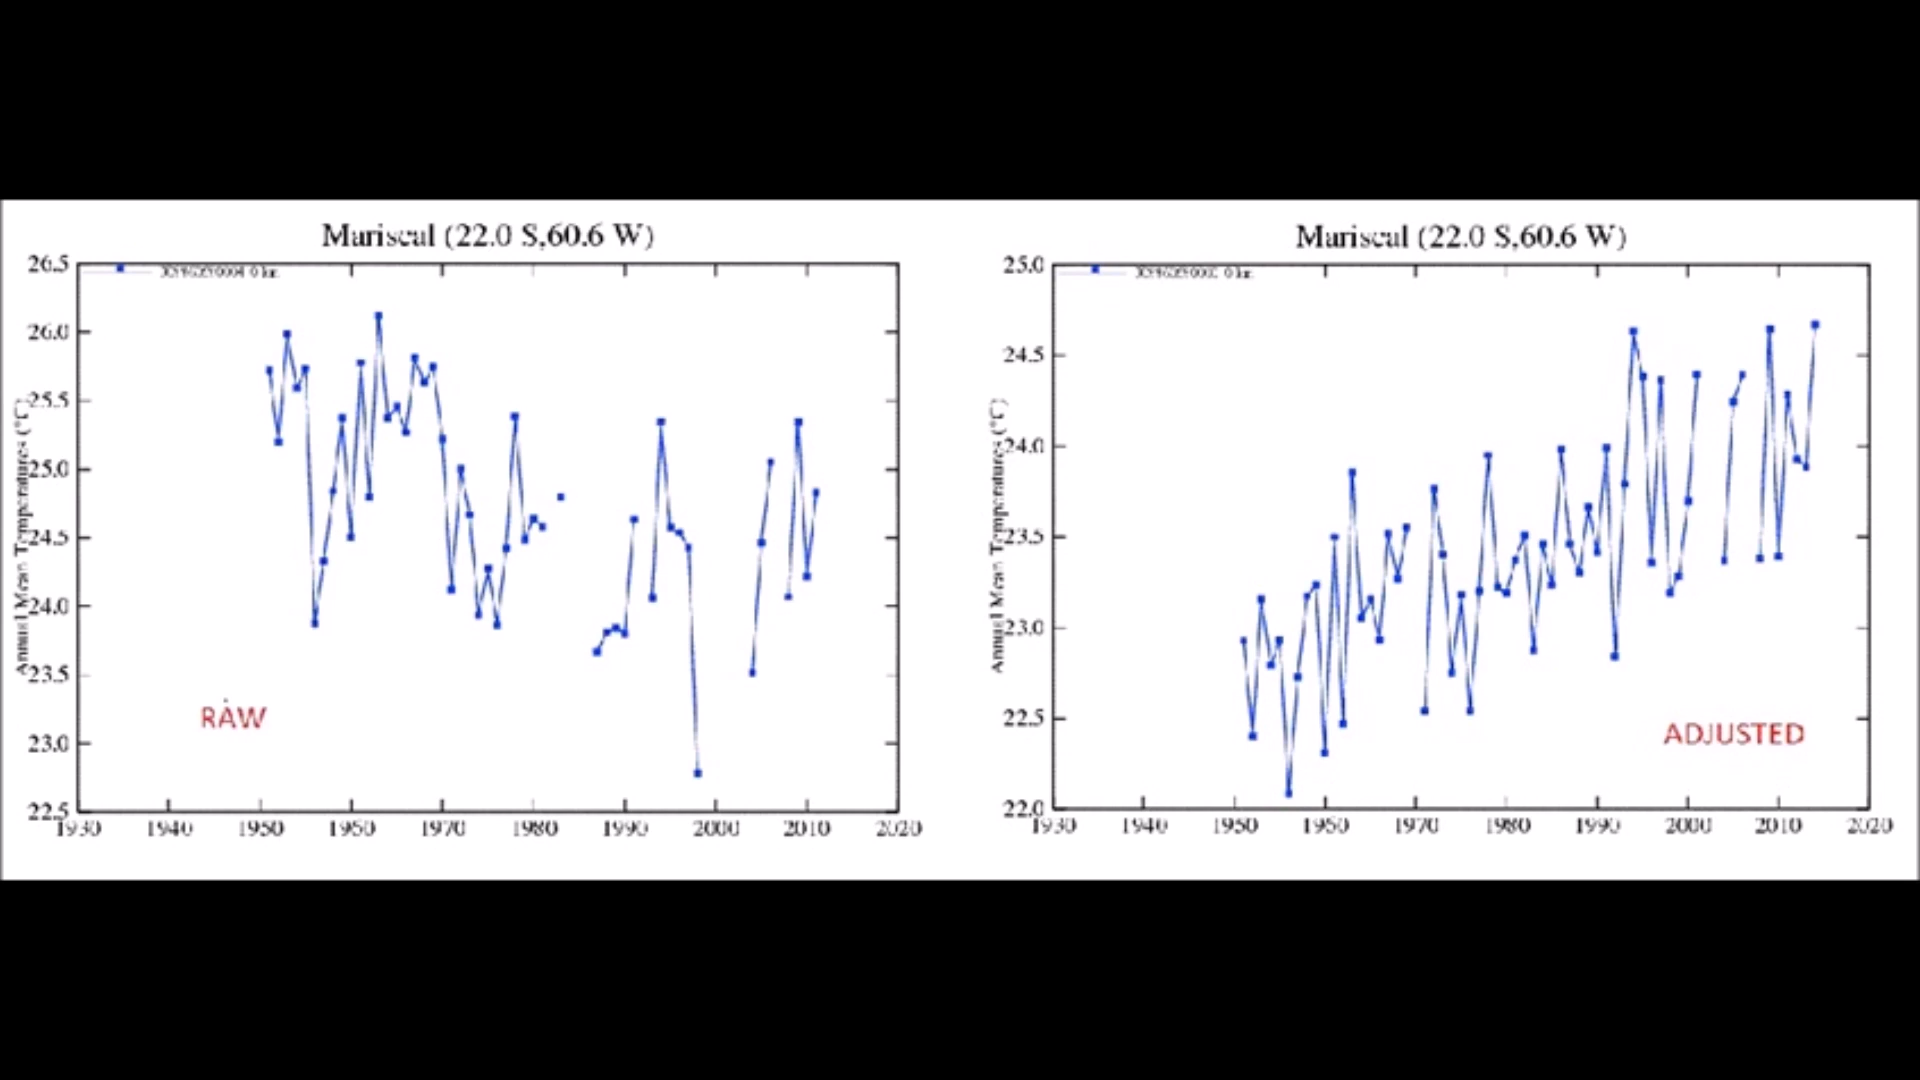 Mariscal (22.0 S,60.6 W)
26.5
26.0
25.5
25.0
24.5
24.0
23.5
23.0
22.5
Annual Mean Temperatures (°C)
RAW
1930 1940 1950 1950 1970 1980 1990 2000 2010 2020
Mariscal (22.0 S,60.6 W)
25.0
24.5
24.0
23.5
23.0
22.5
22.0
Annual Mean Temperatures (°C)
ADJUSTED
1930 1940 1950 1950 1970 1980 1990 2000 2010 2020